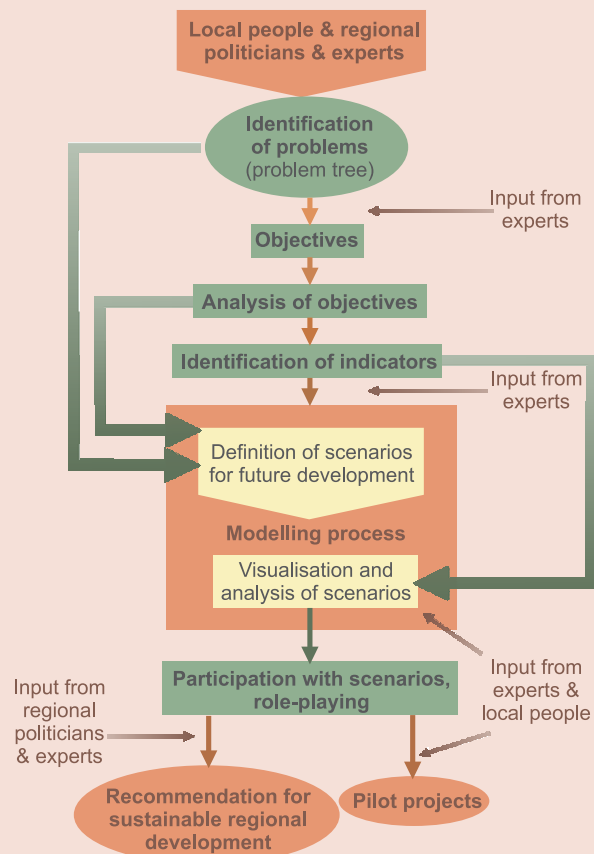 Local people & regional
politicians & experts
Identification
of problems
(problem tree)
Input from
experts
Objectives
Analysis of objectives
Identification of indicators
Input from
experts
Definition of scenarios
for future development
Modelling process
Visualisation and
analysis of scenarios
Participation with scenarios,
role-playing
Input from
experts &
local people
Input from
regional
politicians
& experts
Recommendation for
sustainable regional
development
Pilot projects